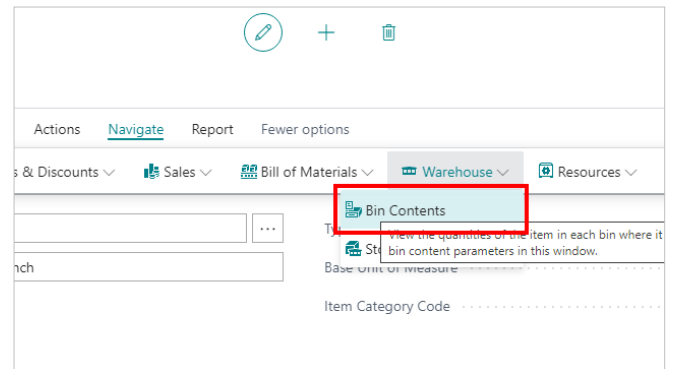 Actions Navigate Report Fewer options
s & Discounts Sales Bill of Materials Warehouse Resources
Bin Contents
View the quantities of the item in each bin where it
bin content parameters in this window.
nch
Base Unit of Measure
Item Category Code